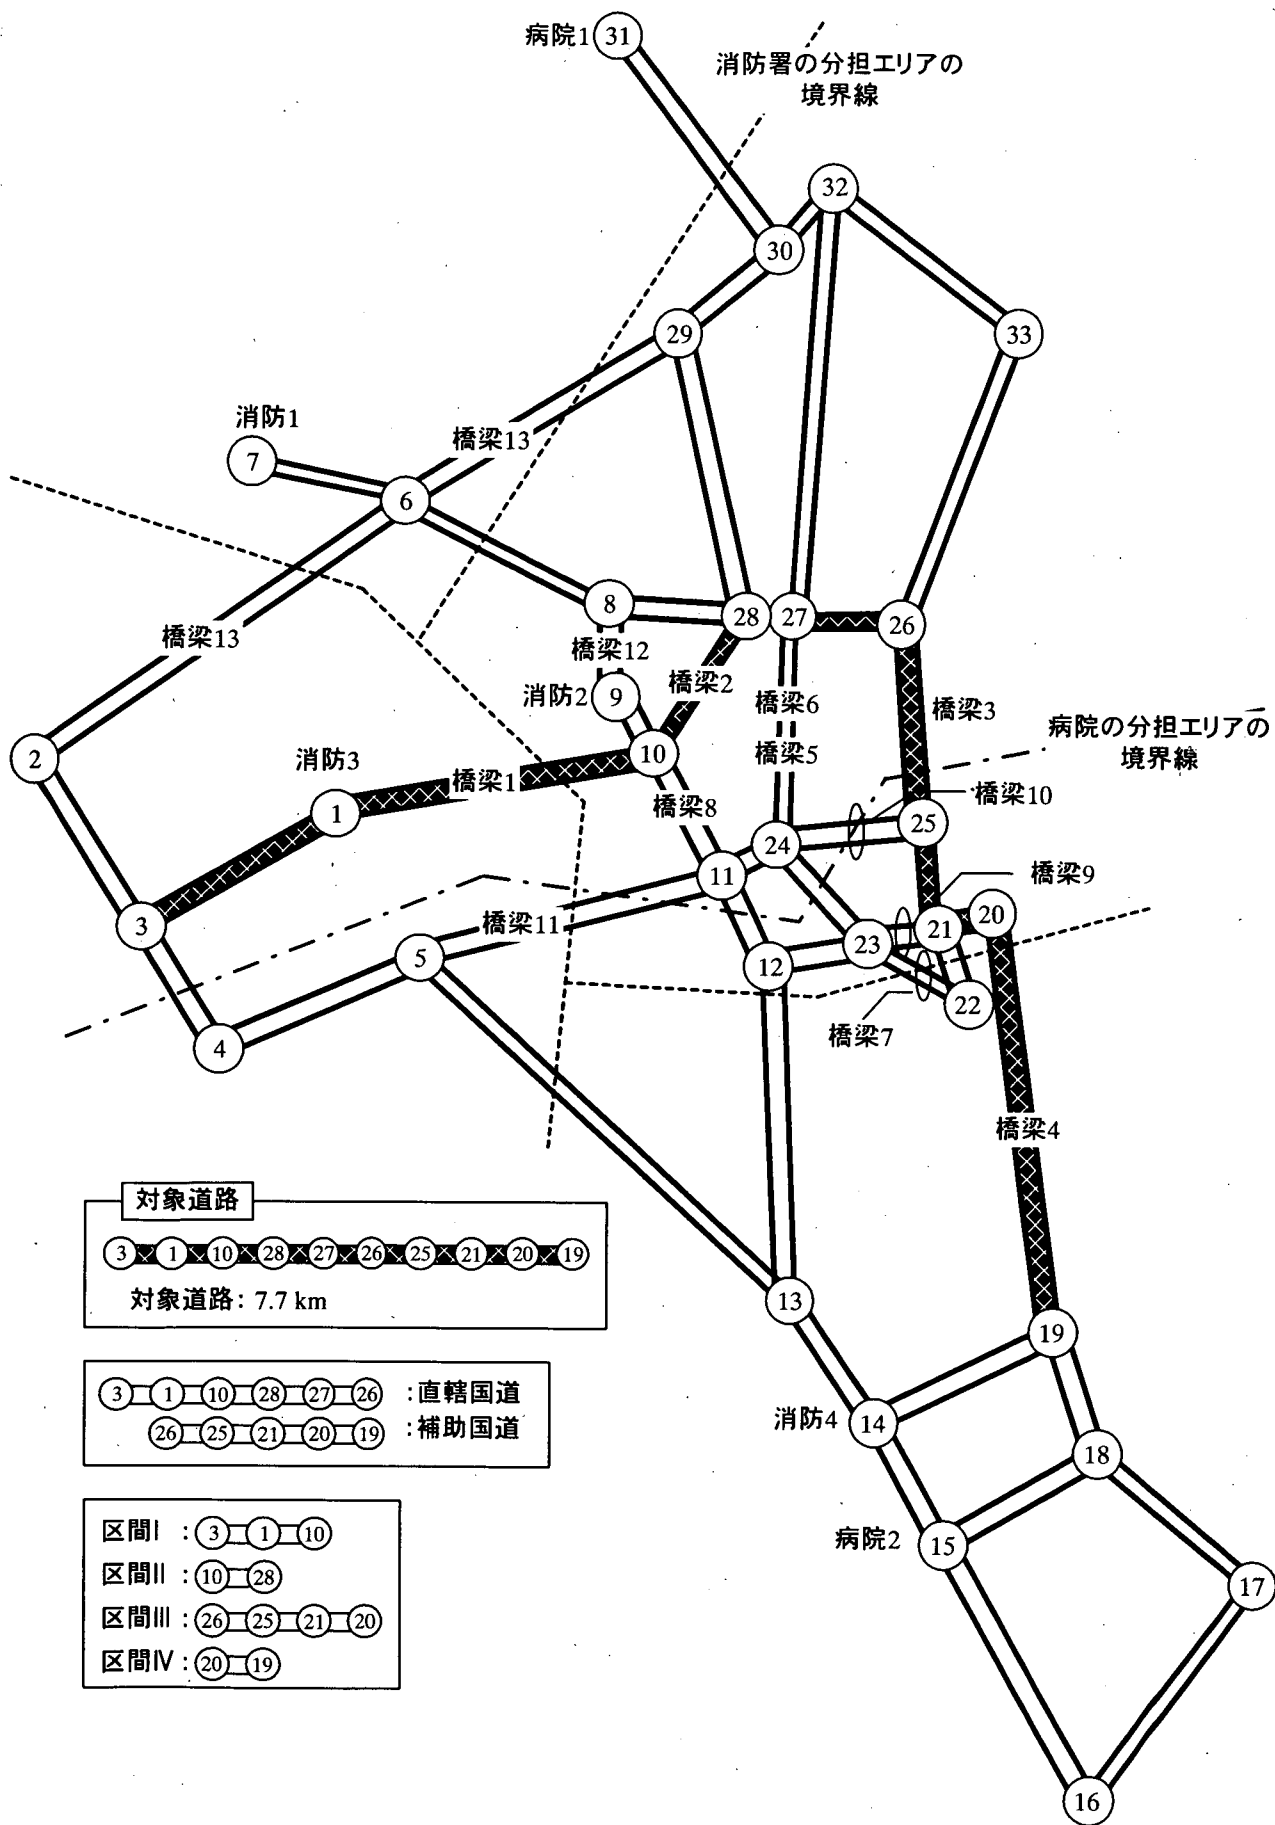 病院1 31
消防署の分担エリアの
境界線
32
30
29
33
消防1
橋梁13
7
6
8
28 27 26
橋梁13
橋梁12
消防2 9
橋梁2
橋梁6
橋梁3
病院の分担エリアの
境界線
2
消防3
橋梁1
10
橋梁5
橋梁10
1
橋梁8
25
24
11
橋梁9
3
橋梁11
20
21
23
5
12
22
橋梁7
4
橋梁4
対象道路
3 1 10 28 27 26 25 21 20 19
対象道路: 7.7 km
13
19
3 1 10 28 27 26 :直轄国道
26 25 21 20 19 :補助国道
消防4 14
18
区間I :3 1 10
病院2 15
区間II :10 28
17
区間III :26 25 21 20
区間IV :20 19
16